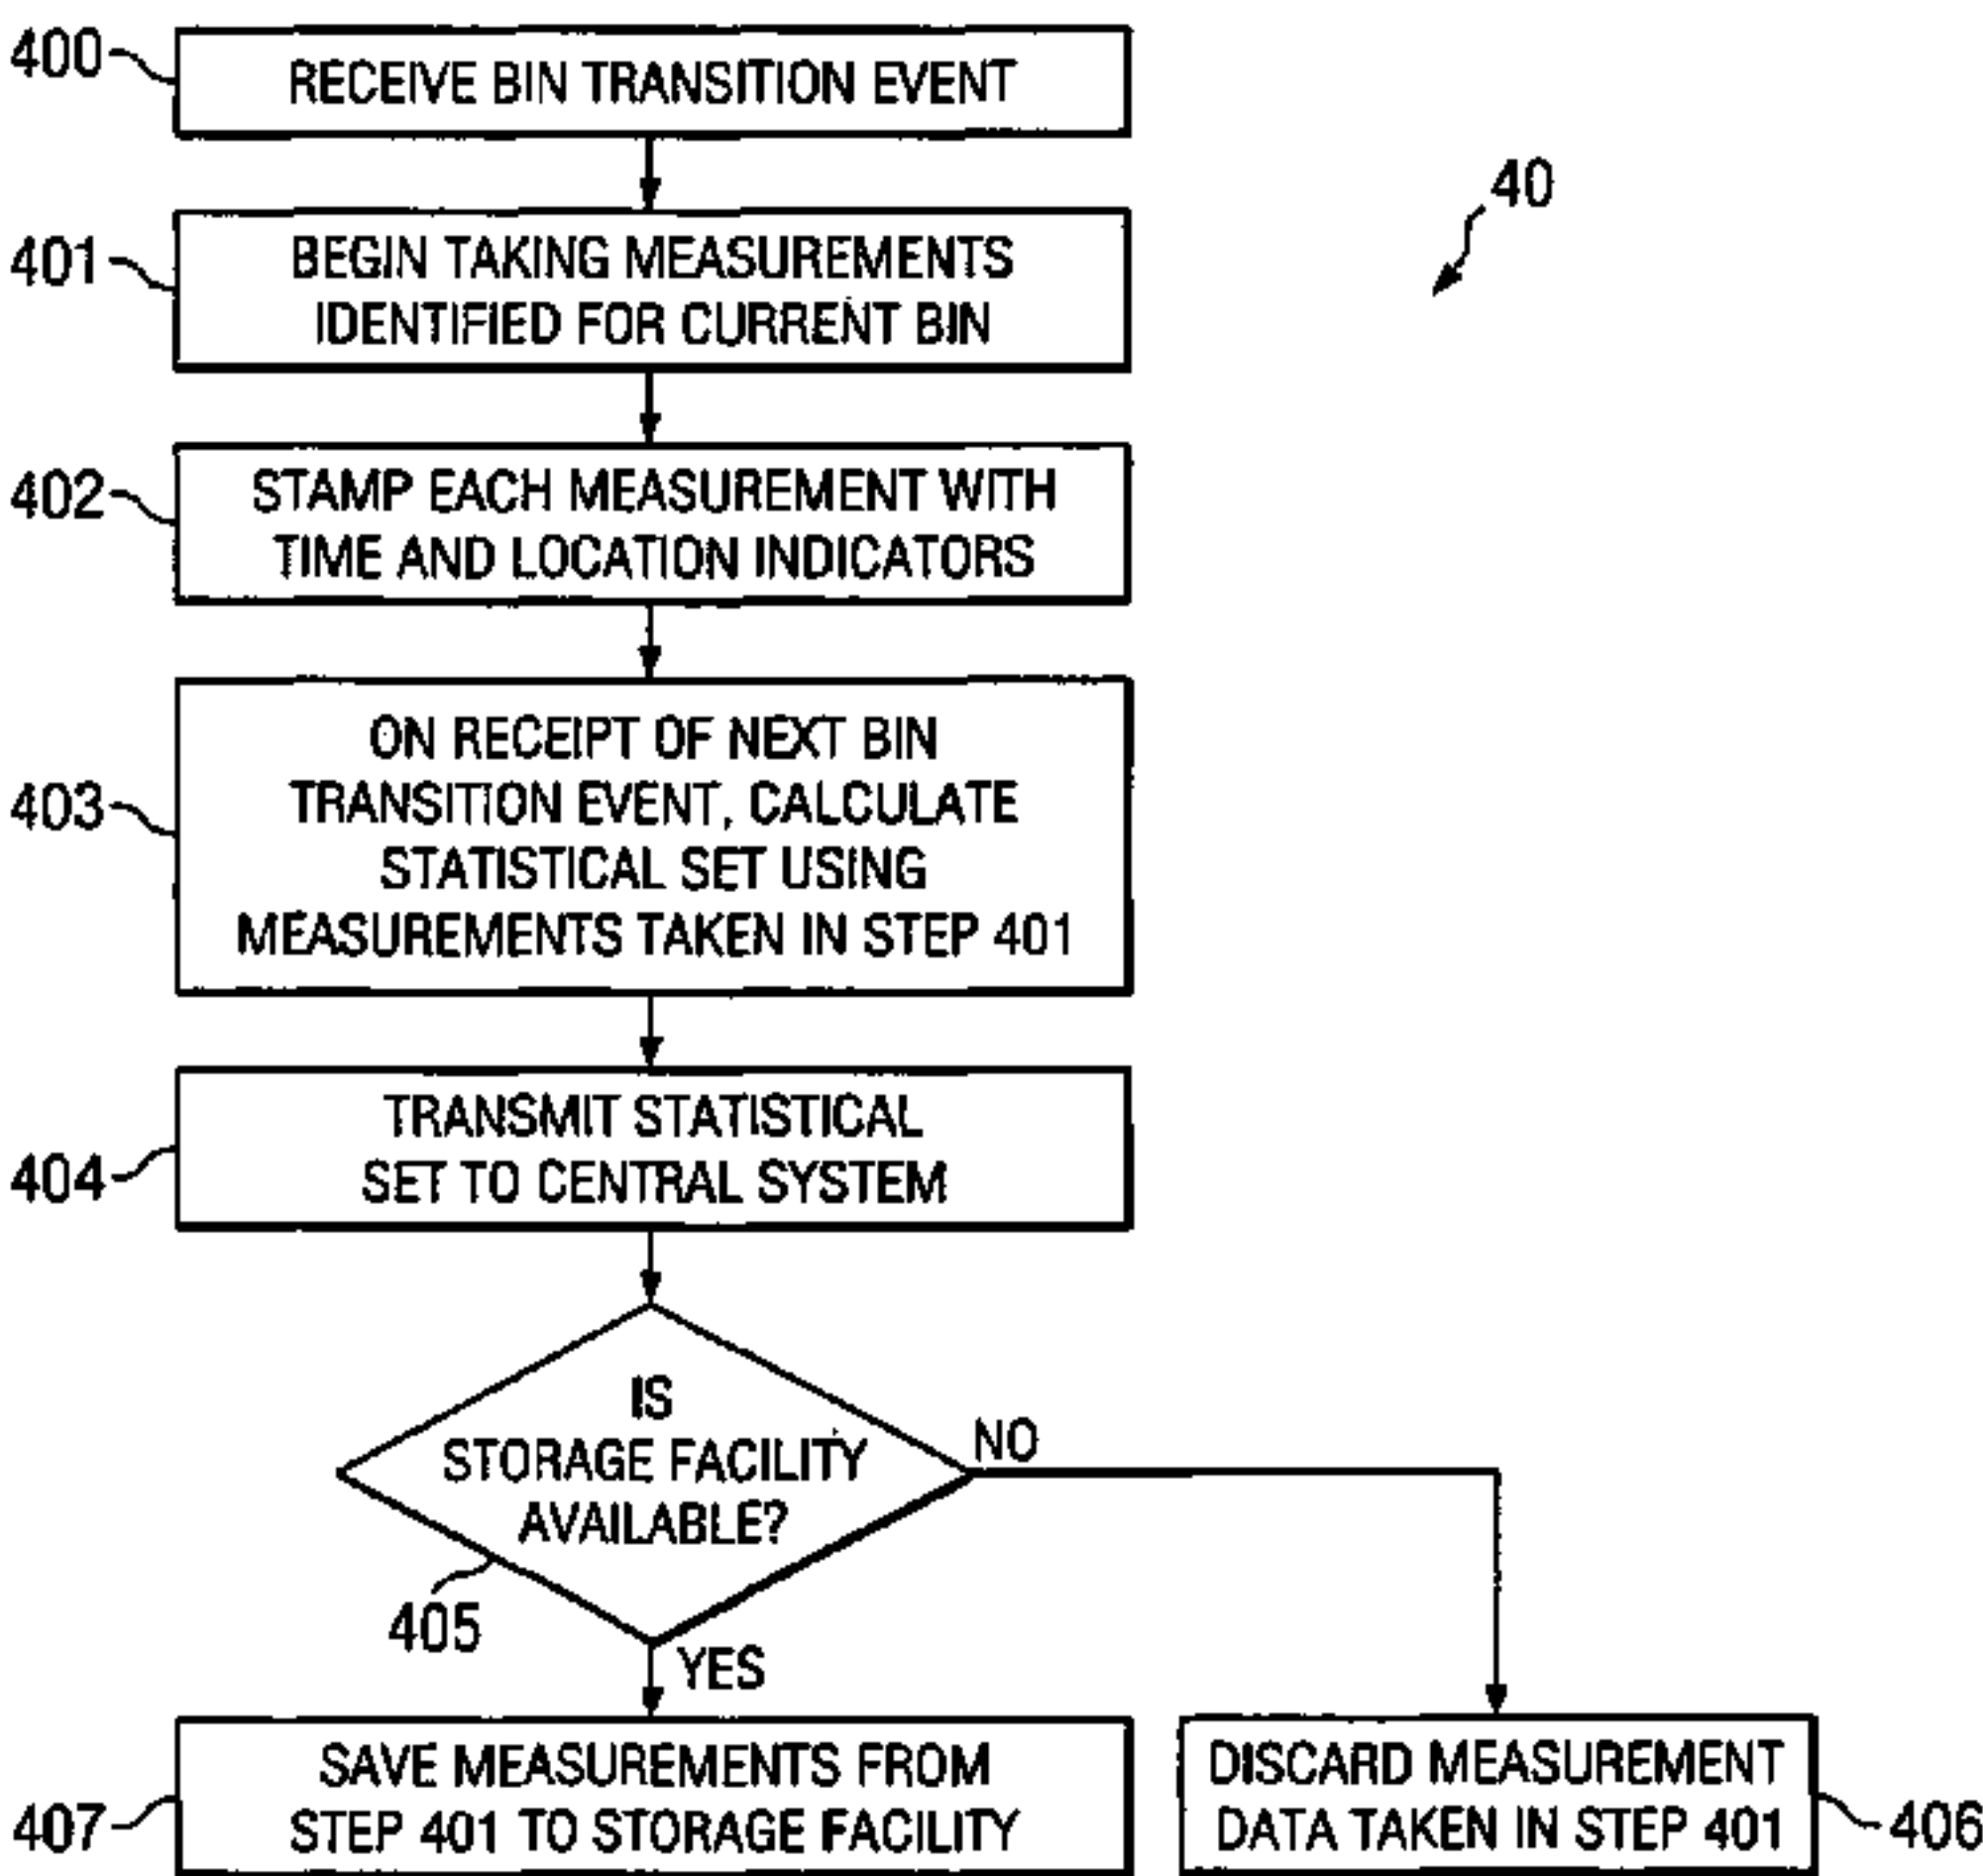 400
RECEIVE BIN TRANSITION EVENT
40
401
BEGIN TAKING MEASUREMENTS
IDENTIFIED FOR CURRENT BIN
402
STAMP EACH MEASUREMENT WITH
TIME AND LOCATION INDICATORS
403
ON RECEIPT OF NEXT BIN
TRANSITION EVENT, CALCULATE
STATISTICAL SET USING
MEASUREMENTS TAKEN IN STEP 401
404
TRANSMIT STATISTICAL
SET TO CENTRAL SYSTEM
IS
STORAGE FACILITY
AVAILABLE?
NO
405
YES
407
SAVE MEASUREMENTS FROM
STEP 401 TO STORAGE FACILITY
DISCARD MEASUREMENT
DATA TAKEN IN STEP 401
406